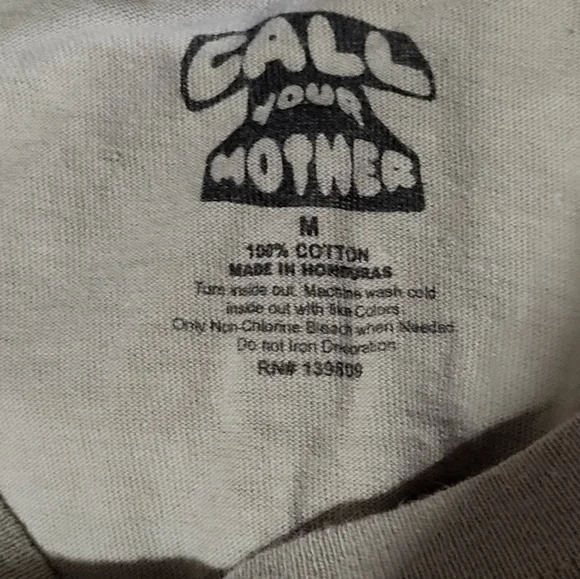 CALL
YOUR
MOTHER
M
100% COTTON
MADE IN HONDURAS
Turn inside out. Machine wash cold
inside out with like Colors
Only Non-Chlorine Bleach when Needed.
Do not Iron Decoration
RN# 139809